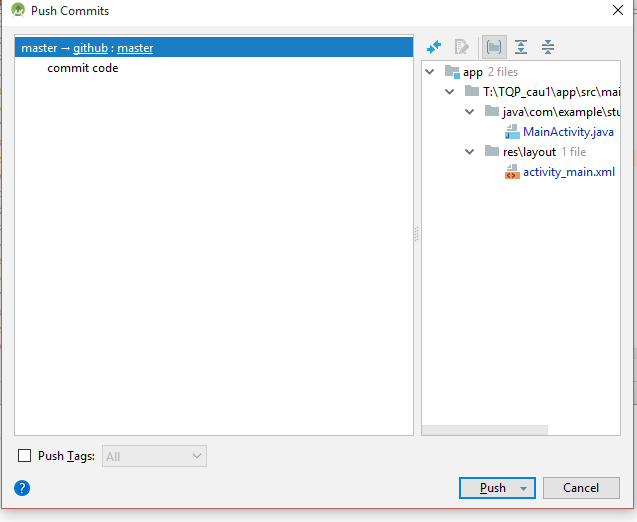 Push Commits
master → github : master
commit code
app 2 files
T:\TQP_cau1\app\src\mai
java\com\example\stu
MainActivity.java
res\layout 1 file
activity_main.xml
Push Tags: All
? Push Cancel